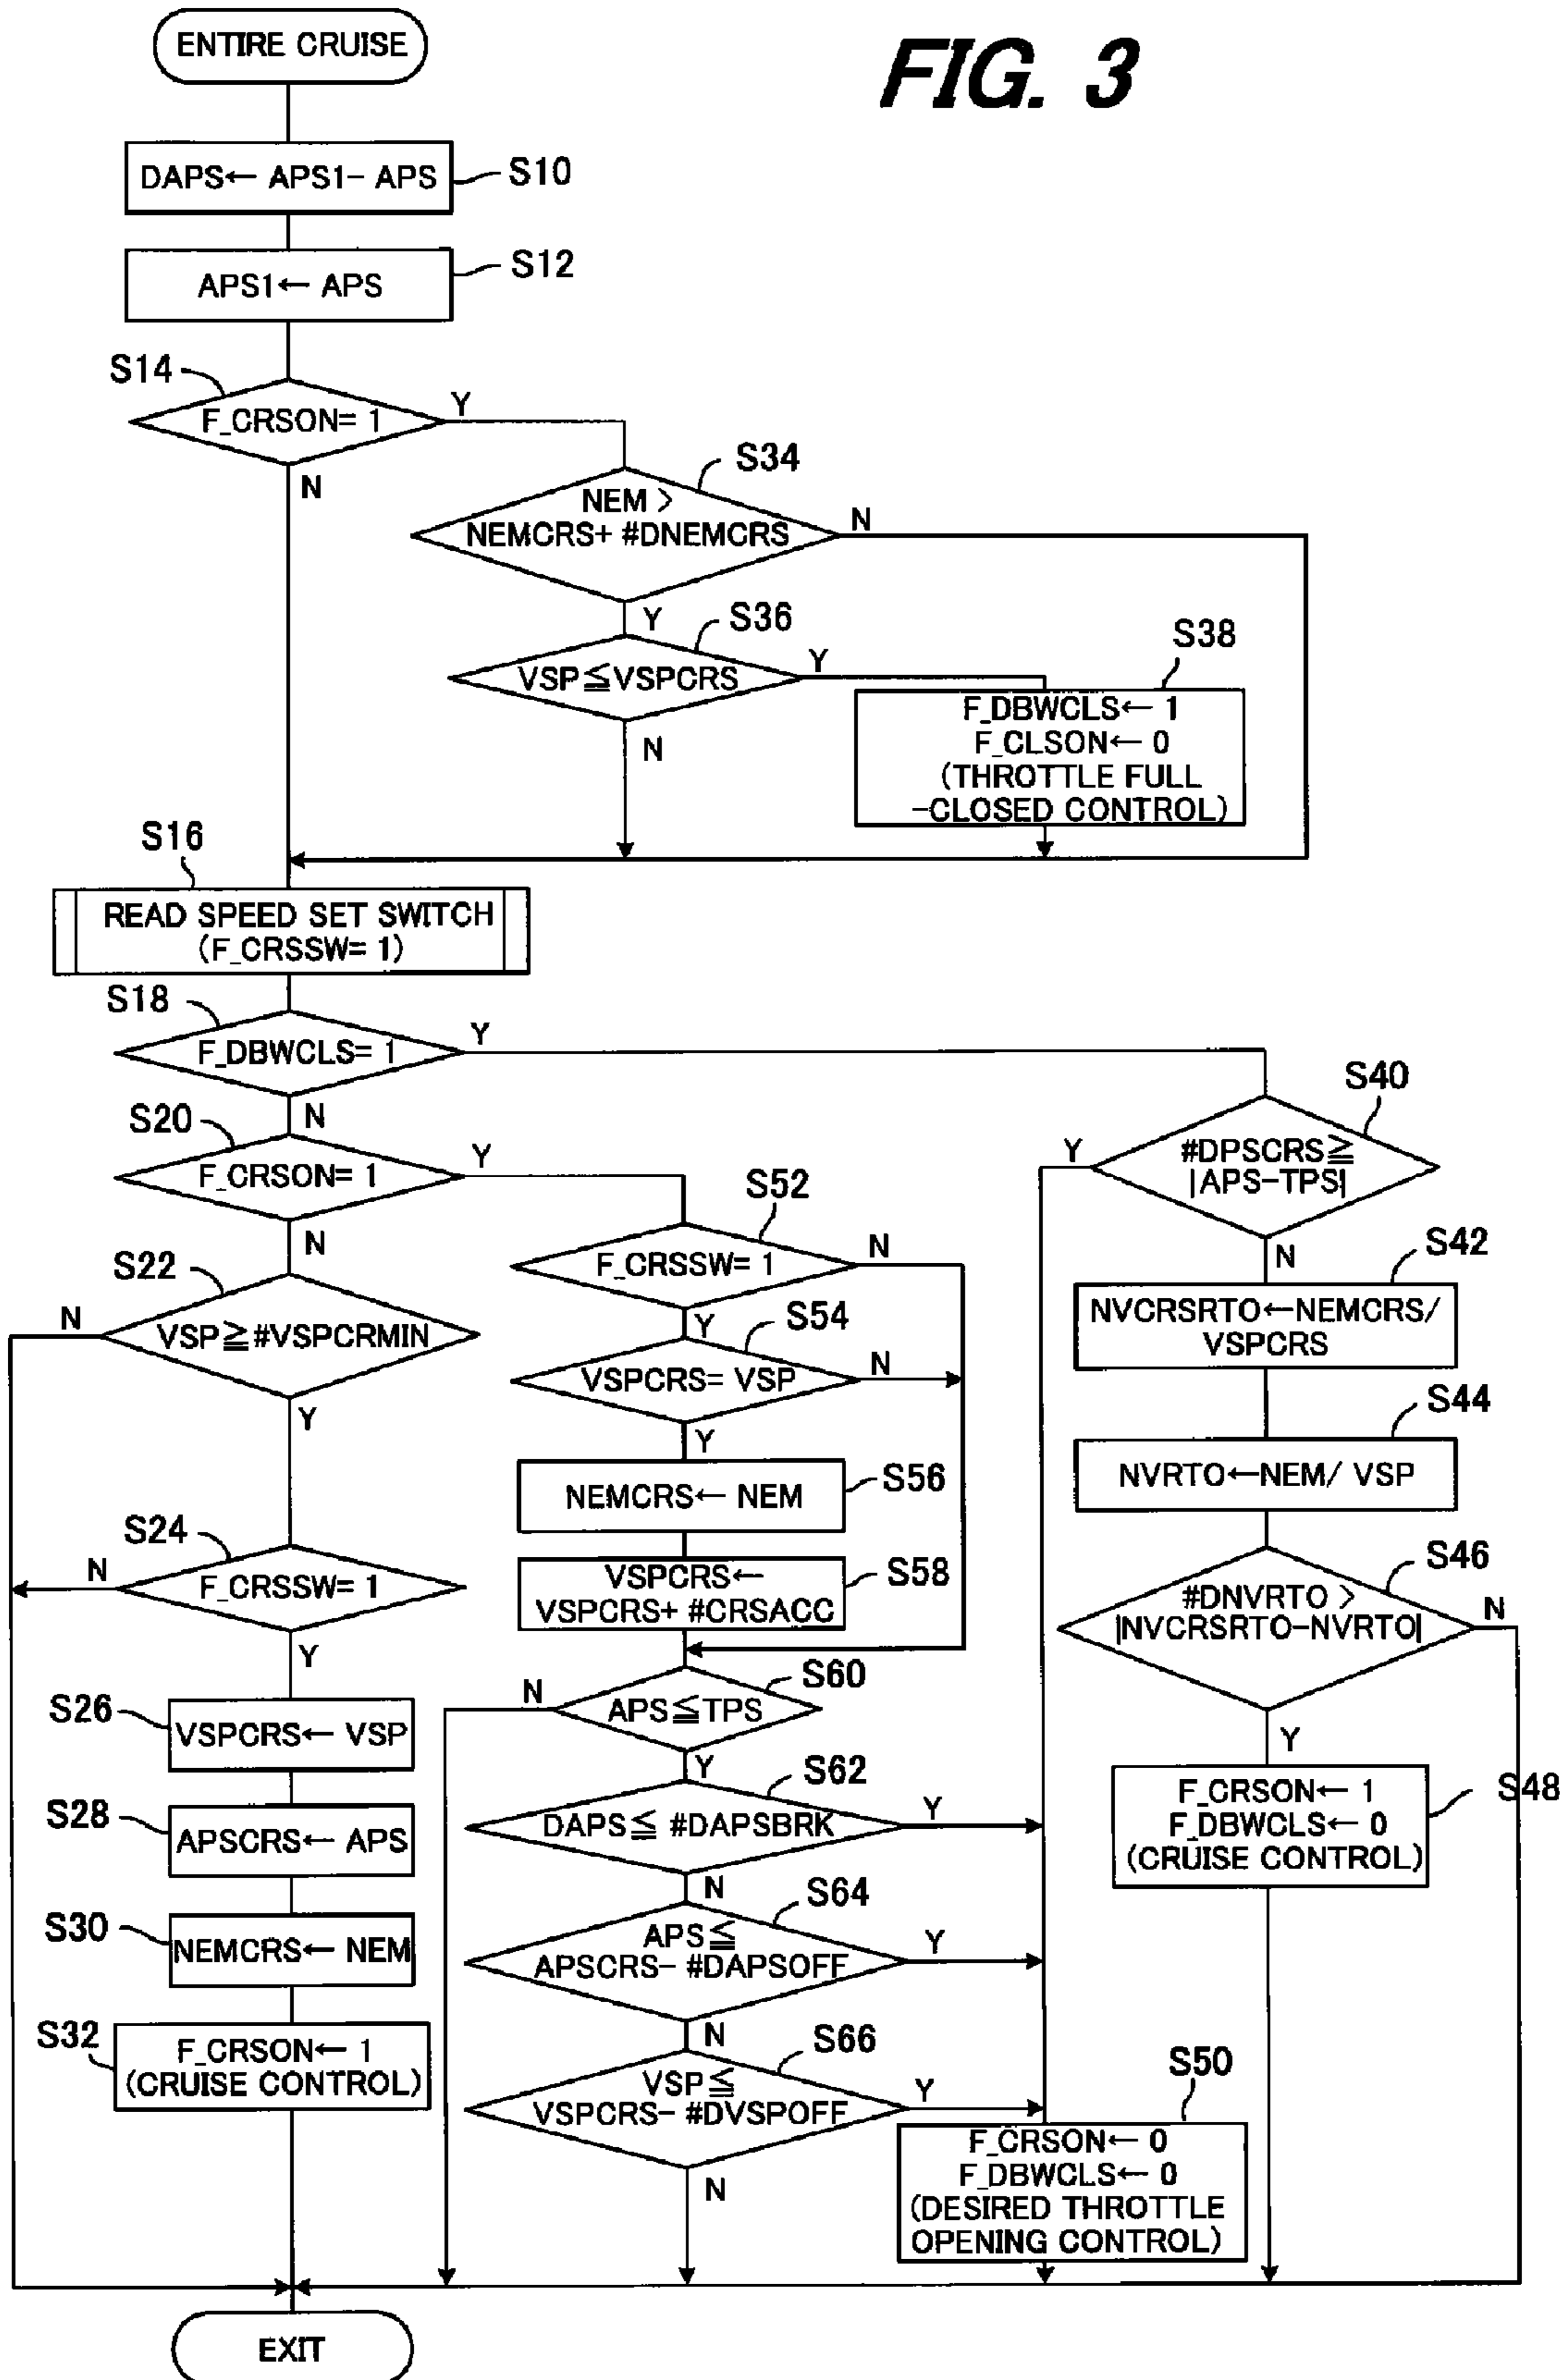 FIG. 3
ENTIRE CRUISE
DAPS← APS1- APS
S10
APS1← APS
S12
S14
F_CRSON= 1
Y
N
S34
NEM >
NEMCRS+ #DNEMCRS
N
Y
S36
VSP≦VSPCRS
Y
N
S38
F_DBWCLS← 1
F_CLSON← 0
(THROTTLE FULL
-CLOSED CONTROL)
S16
READ SPEED SET SWITCH
(F_CRSSW= 1)
S18
F_DBWCLS= 1
Y
N
S20
F_CRSON= 1
Y
N
S22
VSP≧#VSPCRMIN
N
Y
S24
F_CRSSW= 1
N
Y
S26
VSPCRS← VSP
S28
APSCRS← APS
S30
NEMCRS← NEM
S32
F_CRSON← 1
(CRUISE CONTROL)
S52
F_CRSSW= 1
N
Y
S54
VSPCRS= VSP
N
Y
NEMCRS← NEM
S56
VSPCRS←
VSPCRS+ #CRSACC
S58
S60
APS≦TPS
N
Y
S62
DAPS≦ #DAPSBRK
Y
N
S64
APS≦
APSCRS- #DAPSOFF
Y
N
S66
VSP≦
VSPCRS- #DVSPOFF
Y
N
S40
#DPSCRS≧
|APS-TPS|
Y
N
S42
NVCRSRTO←NEMCRS/
VSPCRS
S44
NVRTO←NEM/ VSP
S46
#DNVRTO >
|NVCRSRTO-NVRTO|
N
Y
S48
F_CRSON← 1
F_DBWCLS← 0
(CRUISE CONTROL)
S50
F_CRSON← 0
F_DBWCLS← 0
(DESIRED THROTTLE
OPENING CONTROL)
EXIT